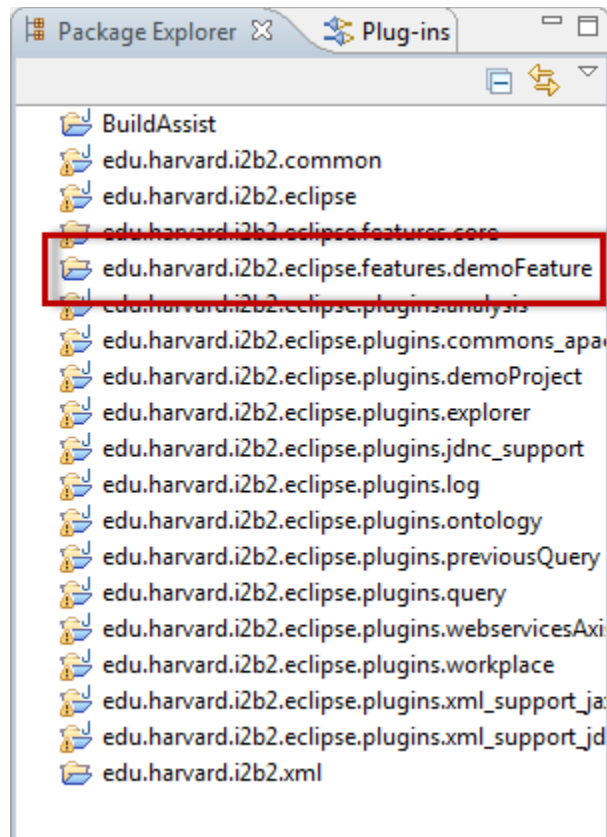 Package Explorer Plug-ins
BuildAssist
edu.harvard.i2b2.common
edu.harvard.i2b2.eclipse
edu.harvard.i2b2.eclipse.features.core
edu.harvard.i2b2.eclipse.features.demoFeature
edu.harvard.i2b2.eclipse.plugins.analysis
edu.harvard.i2b2.eclipse.plugins.commons_apa
edu.harvard.i2b2.eclipse.plugins.demoProject
edu.harvard.i2b2.eclipse.plugins.explorer
edu.harvard.i2b2.eclipse.plugins.jdnc_support
edu.harvard.i2b2.eclipse.plugins.log
edu.harvard.i2b2.eclipse.plugins.ontology
edu.harvard.i2b2.eclipse.plugins.previousQuery
edu.harvard.i2b2.eclipse.plugins.query
edu.harvard.i2b2.eclipse.plugins.webservicesAxi
edu.harvard.i2b2.eclipse.plugins.workplace
edu.harvard.i2b2.eclipse.plugins.xml_support_ja
edu.harvard.i2b2.eclipse.plugins.xml_support_jd
edu.harvard.i2b2.xml